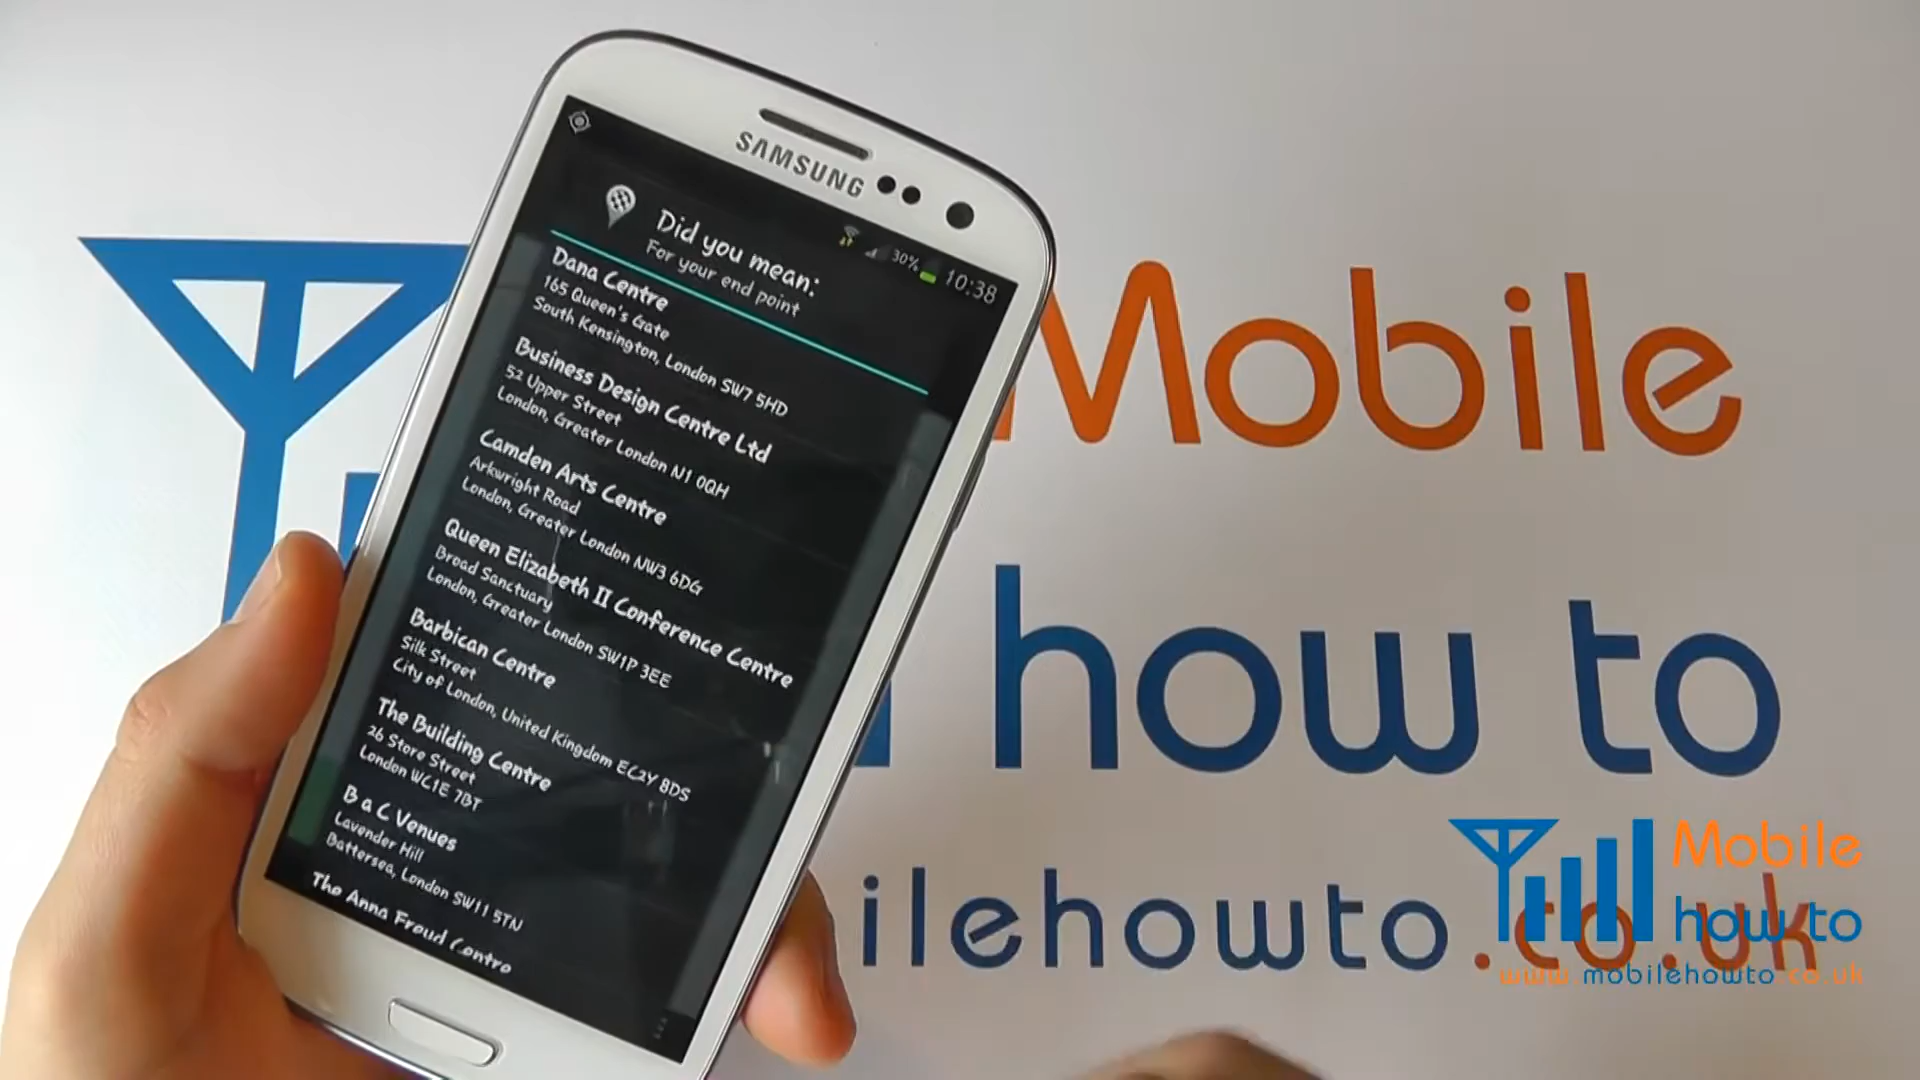 SAMSUNG
30% 10:38
Did you mean:
For your end point
Dana Centre
165 Queen's Gate
South Kensington, London SW7 5HD
Business Design Centre Ltd
52 Upper Street
London, Greater London N1 0QH
Camden Arts Centre
Arkwright Road
London, Greater London NW3 6DG
Queen Elizabeth II Conference Centre
Broad Sanctuary
London, Greater London SW1P 3EE
Barbican Centre
Silk Street
City of London, United Kingdom EC2Y 8DS
The Building Centre
26 Store Street
London WC1E 7BT
B a C Venues
Lavender Hill
Battersea, London SW11 5TN
The Anna Froud Centre
Mobile
how to
ilehowto.co.uk
Mobile
how to
www.mobilehowto.co.uk